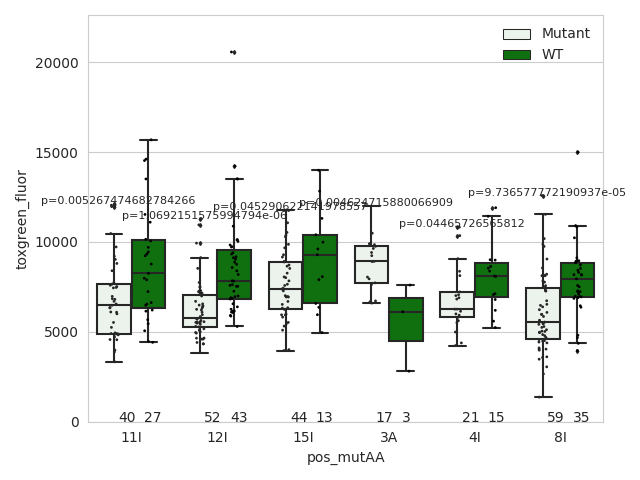 Mutant
WT
20000
15000
10000
5000
0
toxgreen_fluor
p=0.005267474682784266
p=1.0692151575994794e-06
p=0.004624715880066909
p=0.04465726565812
p=9.736577772190937e-05
40 27
52 43
44 13
17 3
21 15
59 35
11I
12I
15I
3A
4I
8I
pos_mutAA